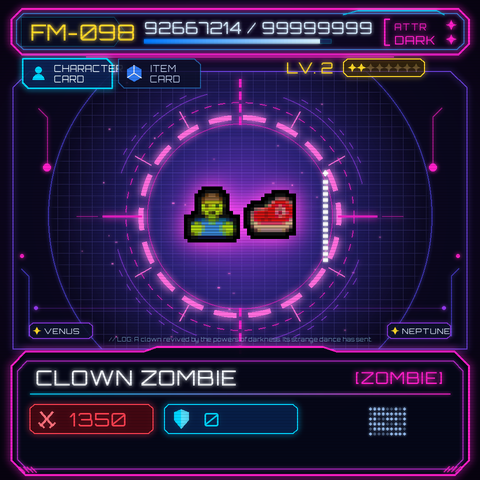 FM-098
92667214 / 99999999
ATTR
DARK
CHARACTER
CARD
ITEM
CARD
LV. 2
VENUS
NEPTUNE
//LOG: A clown revived by the powers of darkness. Its strange dance has sent
CLOWN ZOMBIE
[ZOMBIE]
1350
0